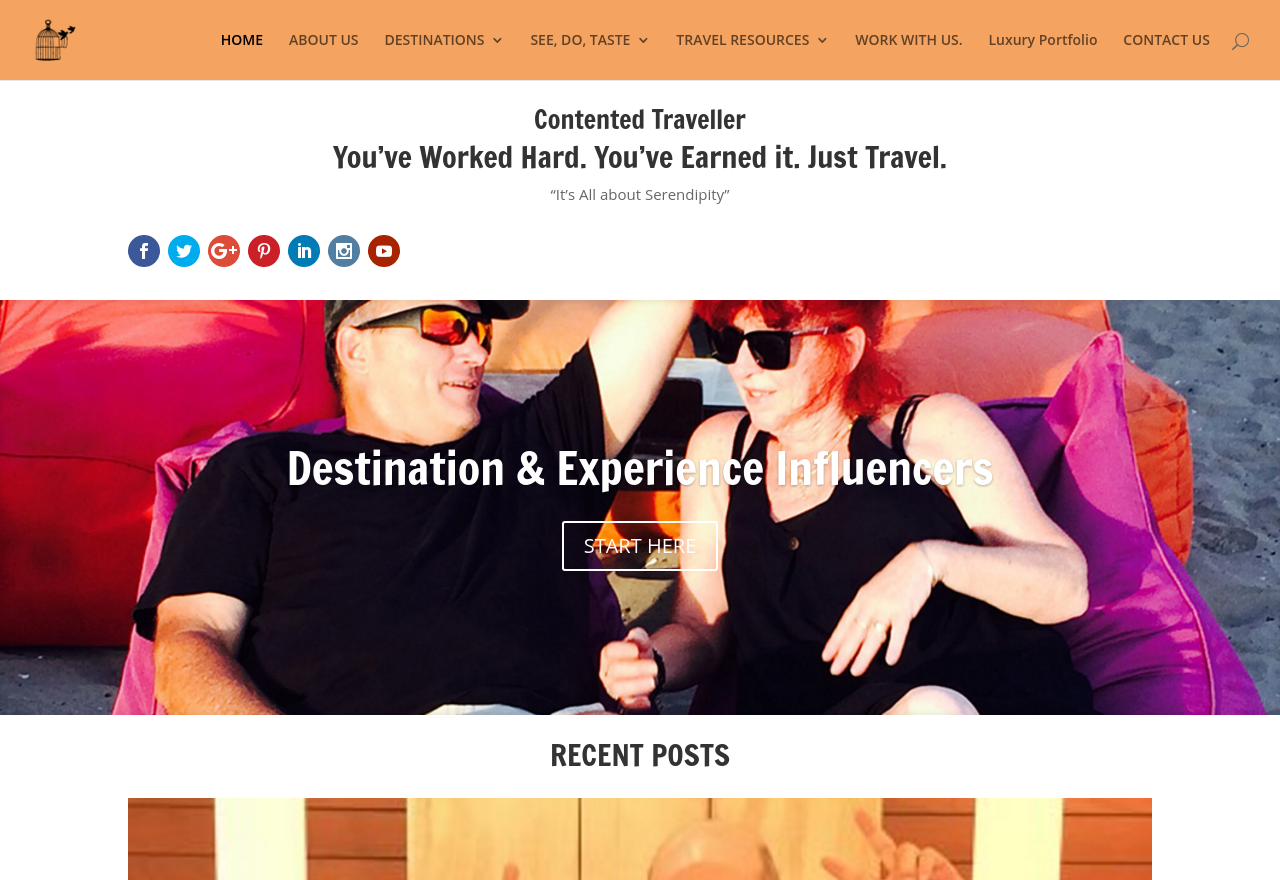 HOME ABOUT US DESTINATIONS SEE, DO, TASTE TRAVEL RESOURCES WORK WITH US. Luxury Portfolio CONTACT US
Contented Traveller
You’ve Worked Hard. You’ve Earned it. Just Travel.
“It’s All about Serendipity”
Destination & Experience Influencers
START HERE
RECENT POSTS